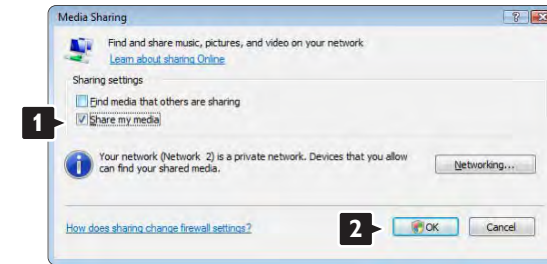 Media Sharing
Find and share music, pictures, and video on your network
Learn about sharing Online
Sharing settings
Find media that others are sharing
1
Share my media
Your network (Network 2) is a private network. Devices that you allow
can find your shared media.
Networking...
How does sharing change firewall settings?
2
OK
Cancel